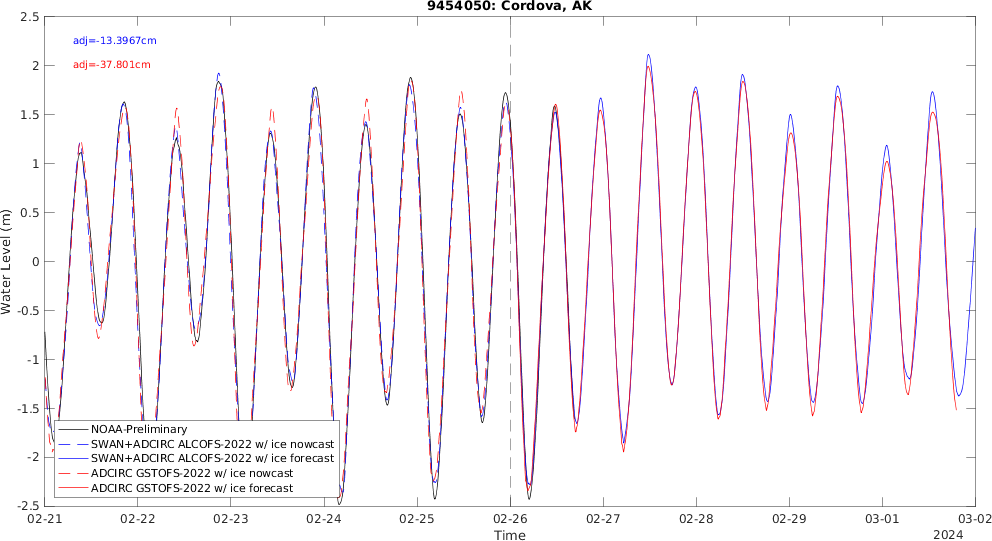 9454050: Cordova, AK
adj=-13.3967cm
adj=-37.801cm
2.5
2
1.5
1
0.5
0
-0.5
-1
-1.5
-2
-2.5
Water Level (m)
NOAA-Preliminary
SWAN+ADCIRC ALCOFS-2022 w/ ice nowcast
SWAN+ADCIRC ALCOFS-2022 w/ ice forecast
ADCIRC GSTOFS-2022 w/ ice nowcast
ADCIRC GSTOFS-2022 w/ ice forecast
02-21 02-22 02-23 02-24 02-25 02-26 02-27 02-28 02-29 03-01 03-02
Time
2024